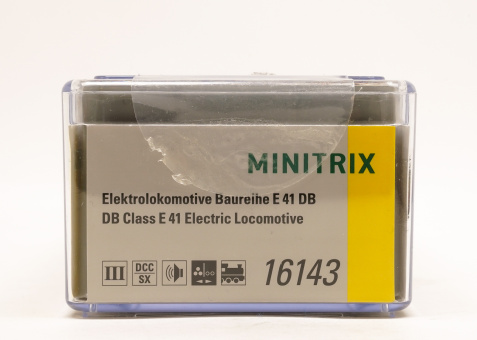 MINITRIX
Elektrolokomotive Baureihe E 41 DB
DB Class E 41 Electric Locomotive
III DCC SX 16143